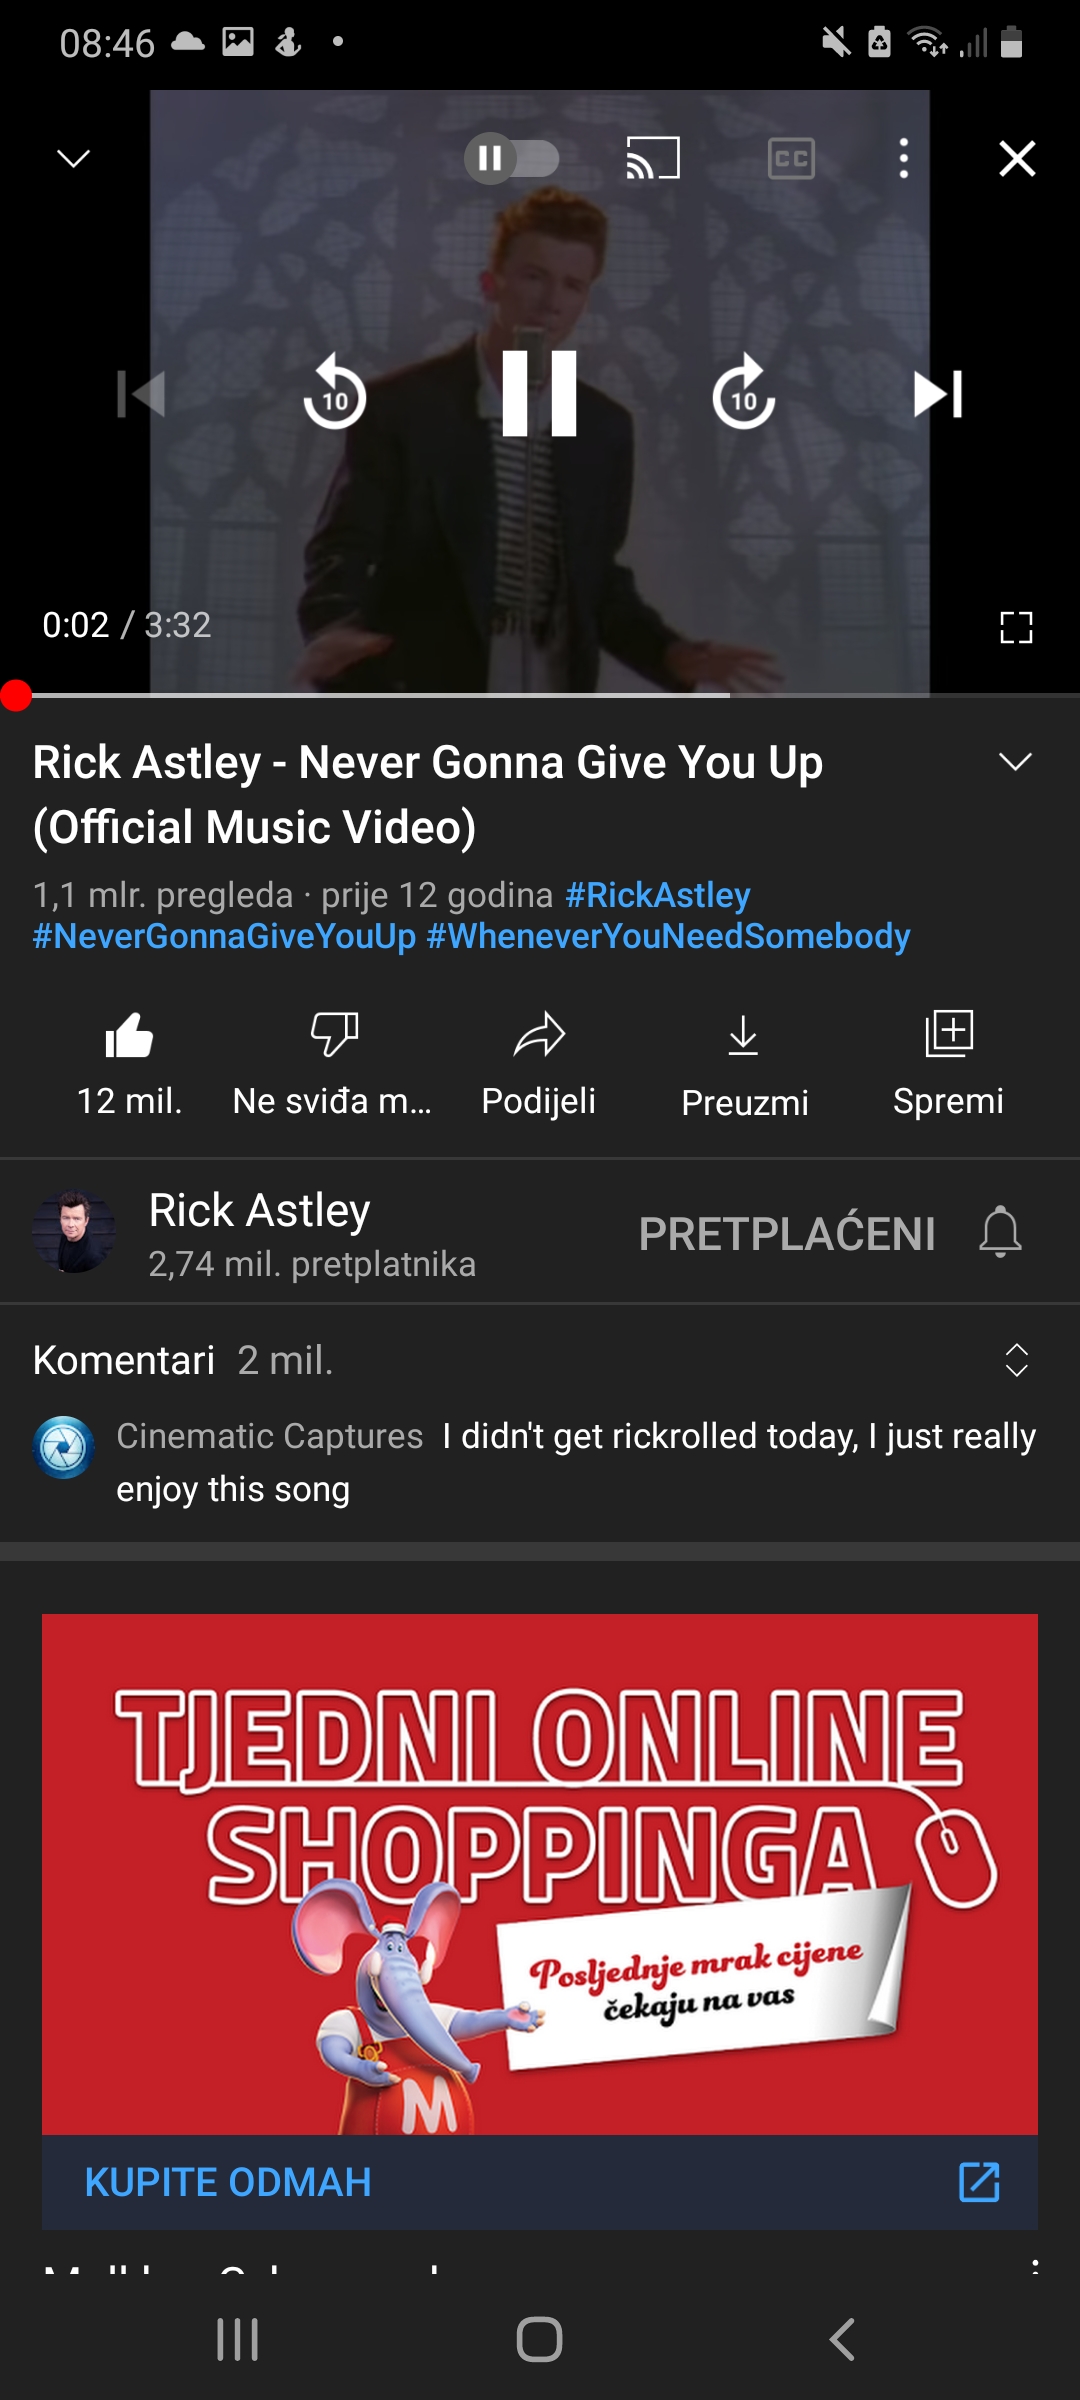 08:46
CC
10
10
0:02 / 3:32
Rick Astley - Never Gonna Give You Up
(Official Music Video)
1,1 mlr. pregleda · prije 12 godina #RickAstley
#NeverGonnaGiveYouUp #WheneverYouNeedSomebody
12 mil.
Ne sviđa m...
Podijeli
Preuzmi
Spremi
Rick Astley
2,74 mil. pretplatnika
PRETPLAĆENI
Komentari 2 mil.
Cinematic Captures I didn't get rickrolled today, I just really
enjoy this song
TJEDNI ONLINE
SHOPPINGA
Posljednje mrak cijene
čekaju na vas
M
KUPITE ODMAH